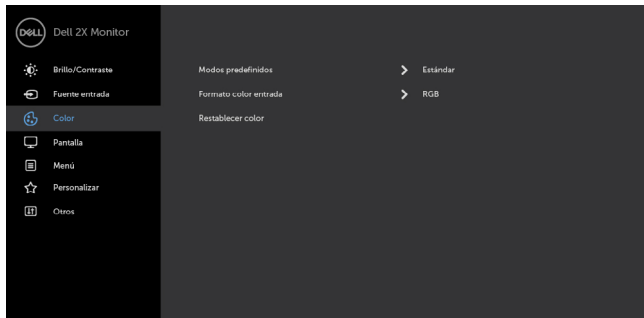 DELL Dell 2X Monitor
Brillo/Contraste Modos predefinidos Estándar
Fuente entrada Formato color entrada RGB
Color Restablecer color
Pantalla
Menú
Personalizar
Otros